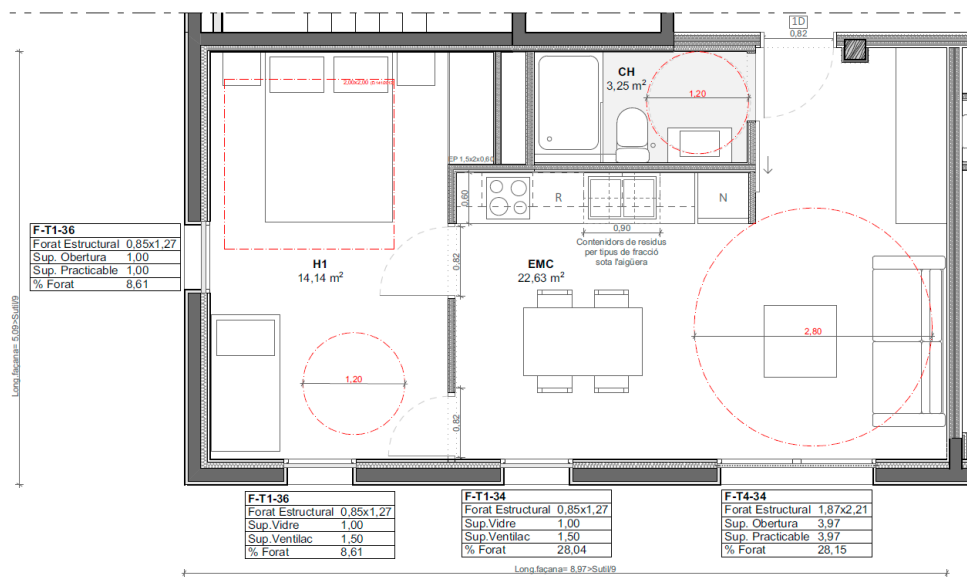 1D
0,82
2,00x2,00
CH
3,25 m²
1,20
EP 1,5x2x0,60
0,60
R
N
0,90
Contenidors de residus
per tipus de fracció
sota l'aigüera
F-T1-36
Forat Estructural 0,85x1,27
Sup. Obertura 1,00
Sup. Practicable 1,00
% Forat 8,61
H1
14,14 m²
0,82
EMC
22,63 m²
2,80
1,20
0,82
Long.façana= 5,09>Sutil/9
F-T1-36
Forat Estructural 0,85x1,27
Sup.Vidre 1,00
Sup.Ventilac 1,50
% Forat 8,61
F-T1-34
Forat Estructural 0,85x1,27
Sup.Vidre 1,00
Sup.Ventilac 1,50
% Forat 28,04
F-T4-34
Forat Estructural 1,87x2,21
Sup. Obertura 3,97
Sup. Practicable 3,97
% Forat 28,15
Long.façana= 8,97>Sutil/9